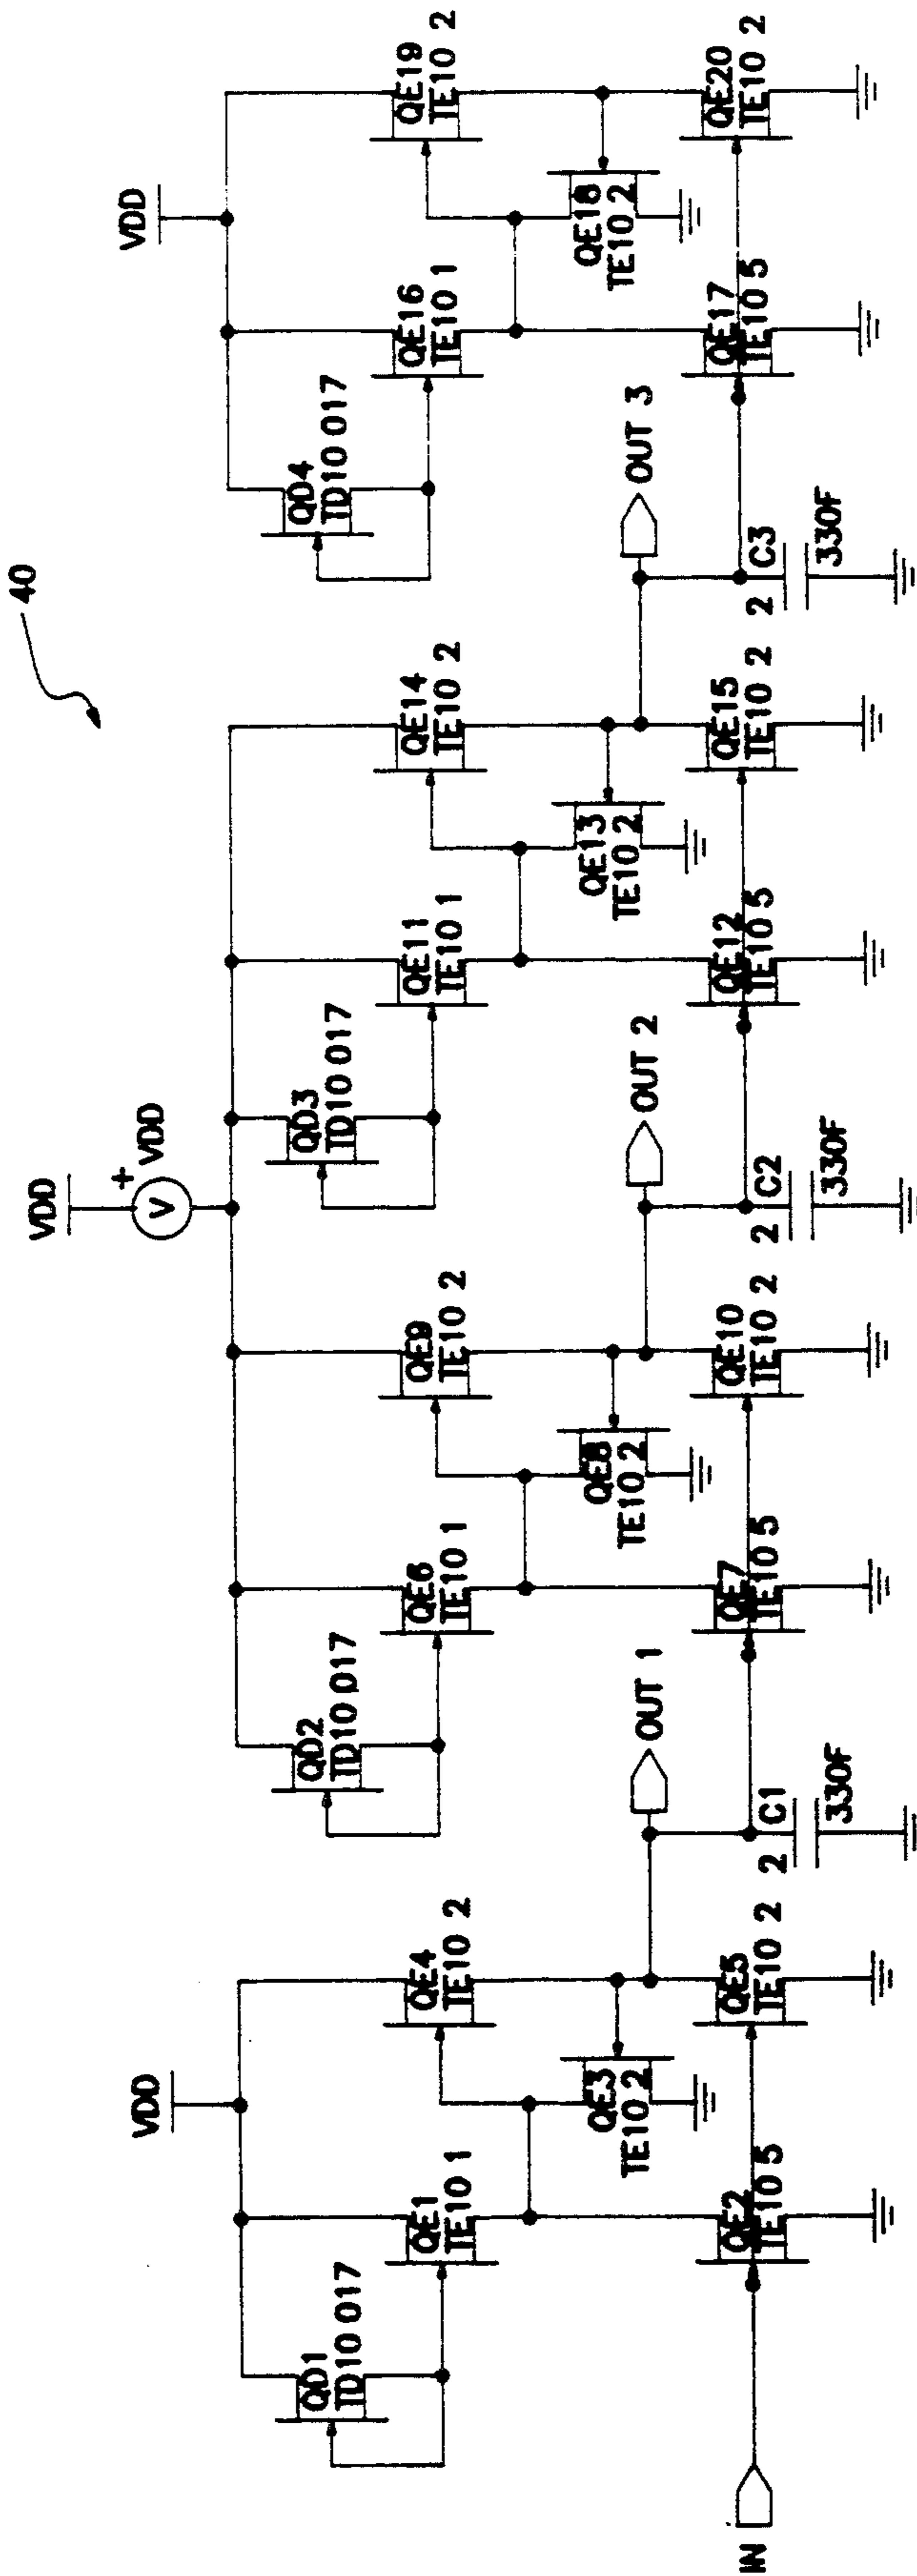 40
VDD
VDD
+
V
VDD
VDD
QD1
TD10 017
QE1
TE10 1
QE4
TE10 2
QE3
TE10 2
QE2
TE10 5
QE5
TE10 2
IN
OUT 1
2
C1
330F
QD2
TD10 017
QE6
TE10 1
QE9
TE10 2
QE8
TE10 2
QE7
TE10 5
QE10
TE10 2
OUT 2
2
C2
330F
QD3
TD10 017
QE11
TE10 1
QE14
TE10 2
QE13
TE10 2
QE12
TE10 5
QE15
TE10 2
OUT 3
2
C3
330F
QD4
TD10 017
QE16
TE10 1
QE19
TE10 2
QE18
TE10 2
QE17
TE10 5
QE20
TE10 2